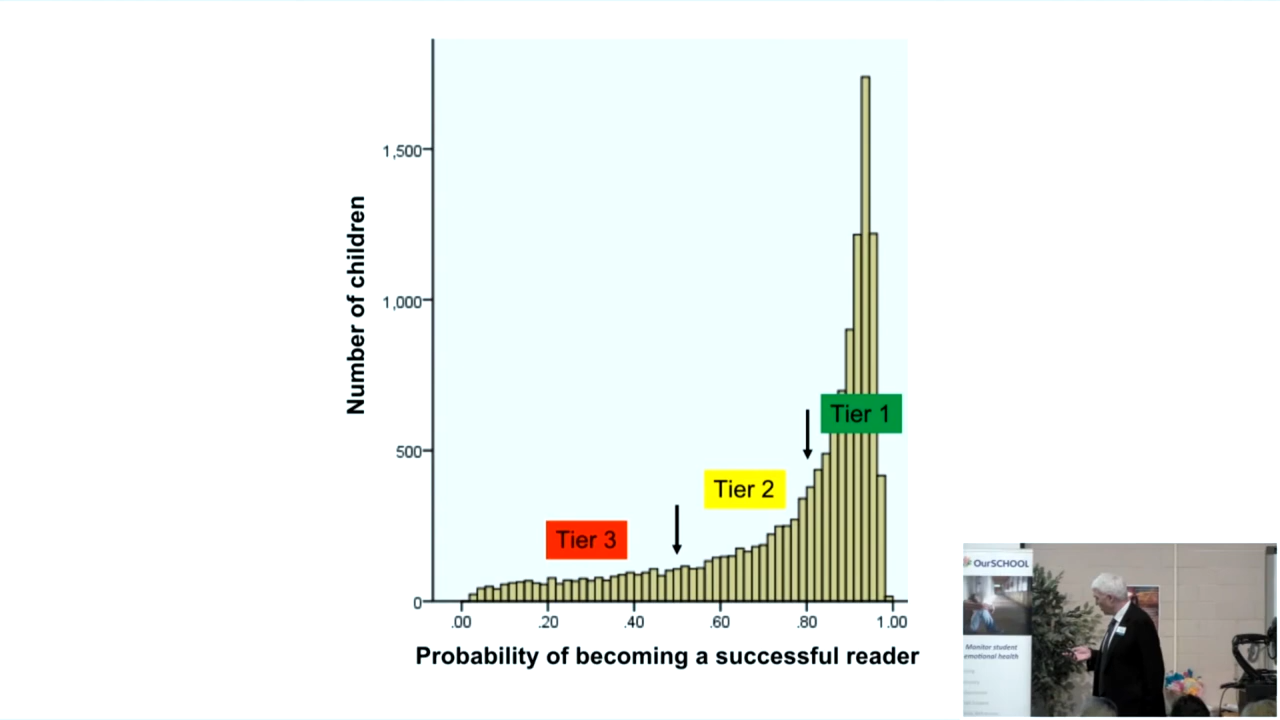 Number of children
1,500
1,000
500
0
Tier 1
Tier 2
Tier 3
.00 .20 .40 .60 .80 1.00
Probability of becoming a successful reader
OurSCHOOL
Monitor student
emotional health